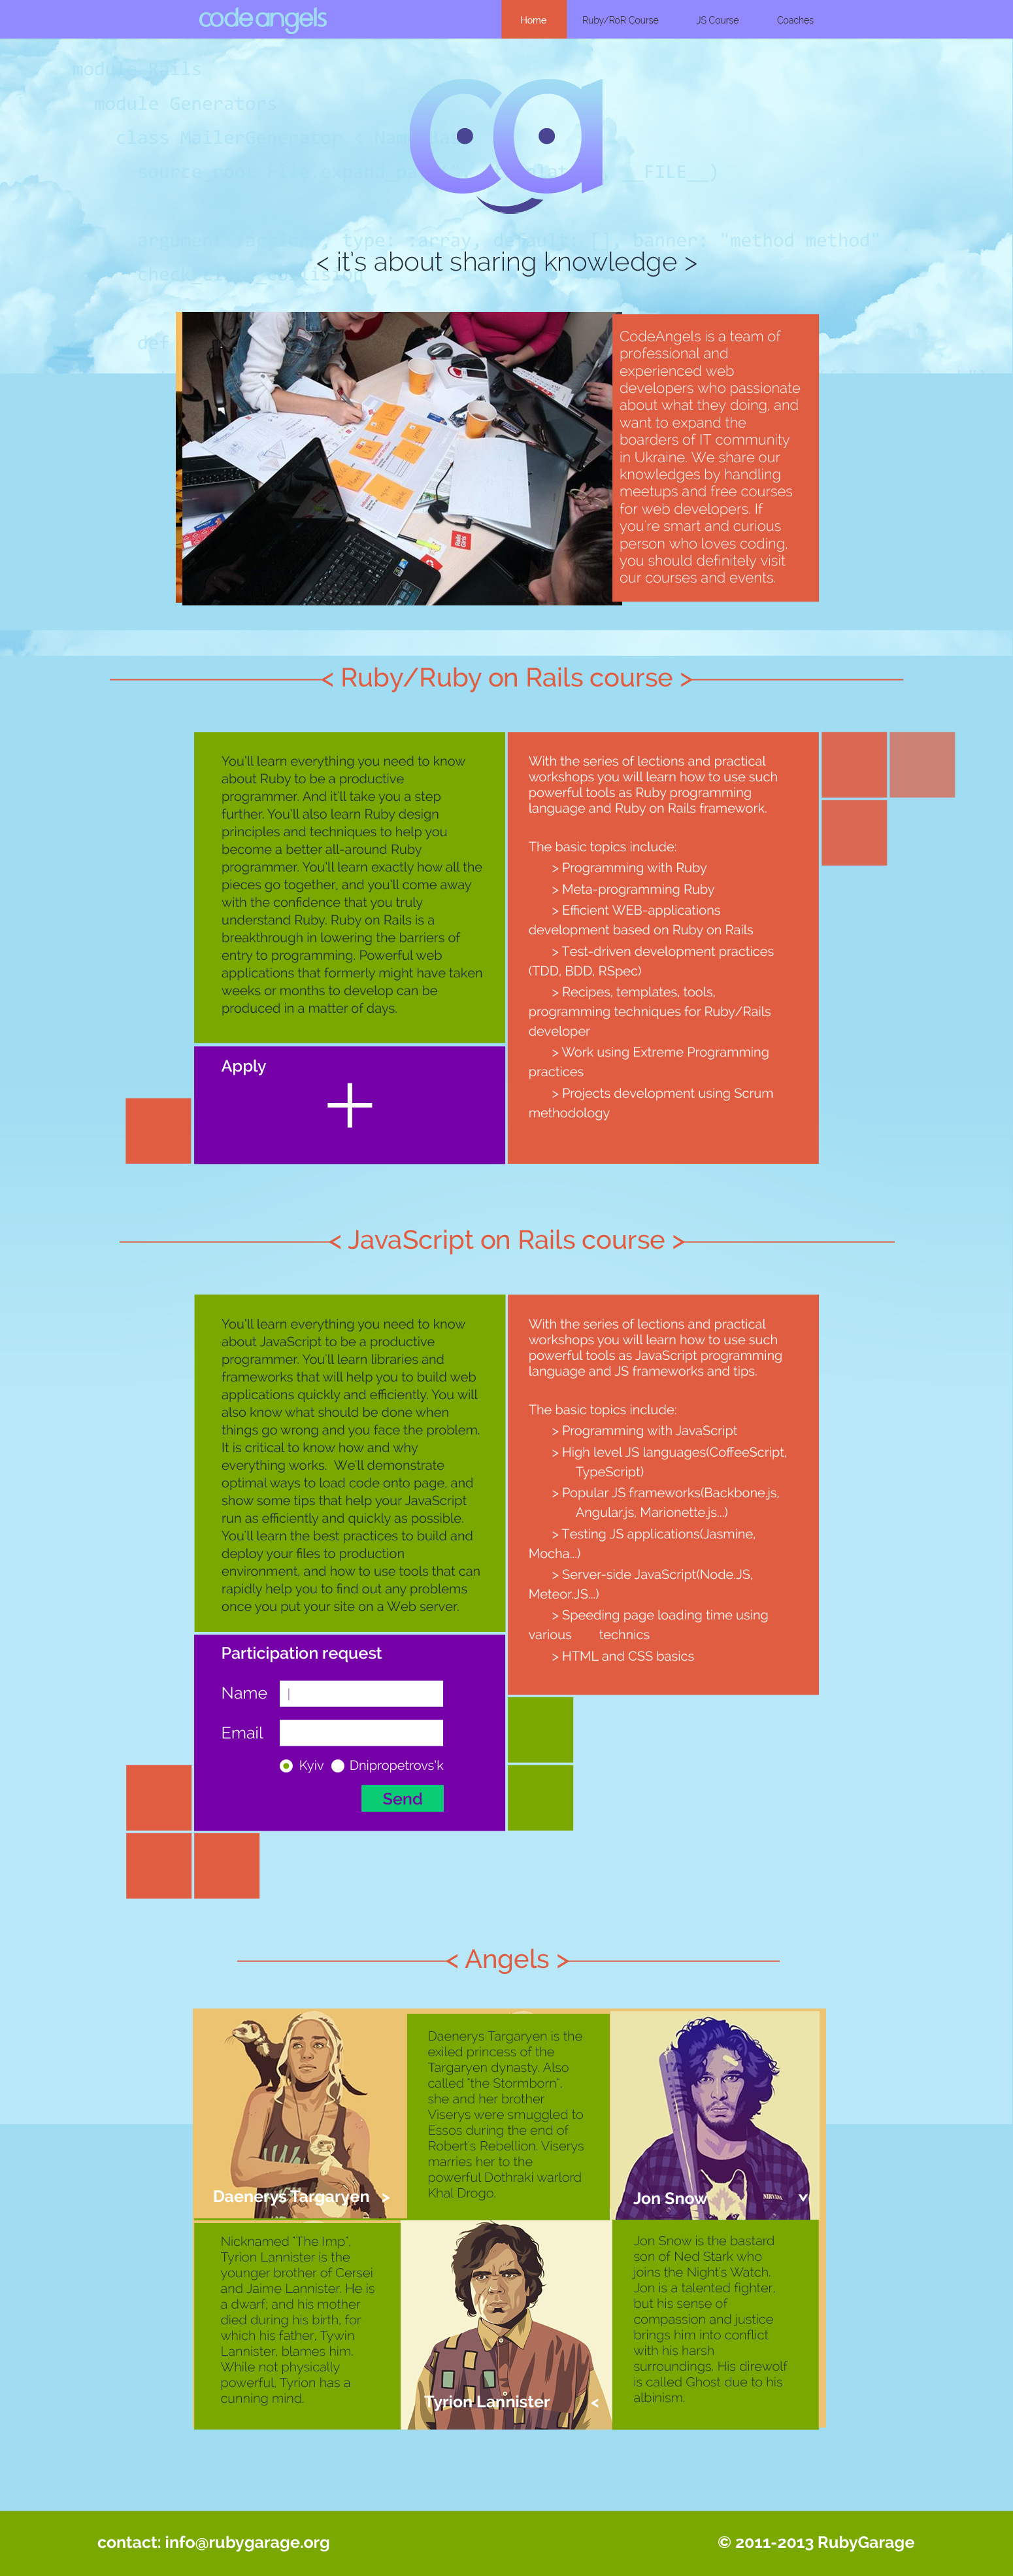 codeangels
Home Ruby/RoR Course JS Course Coaches
module Rails
module Generators
class MailerGenerator <
__FILE__)
type: :array, banner: "method method"
def
ca
< it's about sharing knowledge >
CodeAngels is a team of
professional and
experienced web
developers who passionate
about what they doing, and
want to expand the
boarders of IT community
in Ukraine. We share our
knowledges by handling
meetups and free courses
for web developers. If
you're smart and curious
person who loves coding,
you should definitely visit
our courses and events.
< Ruby/Ruby on Rails course >
You'll learn everything you need to know
about Ruby to be a productive
programmer. And it'll take you a step
further. You'll also learn Ruby design
principles and techniques to help you
become a better all-around Ruby
programmer. You'll learn exactly how all the
pieces go together, and you'll come away
with the confidence that you truly
understand Ruby. Ruby on Rails is a
breakthrough in lowering the barriers of
entry to programming. Powerful web
applications that formerly might have taken
weeks or months to develop can be
produced in a matter of days.
Apply
With the series of lections and practical
workshops you will learn how to use such
powerful tools as Ruby programming
language and Ruby on Rails framework.
The basic topics include:
> Programming with Ruby
> Meta-programming Ruby
> Efficient WEB-applications
development based on Ruby on Rails
> Test-driven development practices
(TDD, BDD, RSpec)
> Recipes, templates, tools,
programming techniques for Ruby/Rails
developer
> Work using Extreme Programming
practices
> Projects development using Scrum
methodology
< JavaScript on Rails course >
You'll learn everything you need to know
about JavaScript to be a productive
programmer. You'll learn libraries and
frameworks that will help you to build web
applications quickly and efficiently. You will
also know what should be done when
things go wrong and you face the problem.
It is critical to know how and why
everything works. We'll demonstrate
optimal ways to load code onto page, and
show some tips that help your JavaScript
run as efficiently and quickly as possible.
You'll learn the best practices to build and
deploy your files to production
environment, and how to use tools that can
rapidly help you to find out any problems
once you put your site on a Web server.
Participation request
Name
Email
Kyiv Dnipropetrovs'k
Send
With the series of lections and practical
workshops you will learn how to use such
powerful tools as JavaScript programming
language and JS frameworks and tips.
The basic topics include:
> Programming with JavaScript
> High level JS languages(CoffeeScript,
TypeScript)
> Popular JS frameworks(Backbone.js,
Angular.js, Marionette.js...)
> Testing JS applications(Jasmine,
Mocha...)
> Server-side JavaScript(Node.JS,
Meteor.JS...)
> Speeding page loading time using
various technics
> HTML and CSS basics
< Angels >
Daenerys Targaryen >
Daenerys Targaryen is the
exiled princess of the
Targaryen dynasty. Also
called "the Stormborn",
she and her brother
Viserys were smuggled to
Essos during the end of
Robert's Rebellion. Viserys
marries her to the
powerful Dothraki warlord
Khal Drogo.
NIRVANA
Jon Snow
Nicknamed "The Imp",
Tyrion Lannister is the
younger brother of Cersei
and Jaime Lannister. He is
a dwarf; and his mother
died during his birth, for
which his father, Tywin
Lannister, blames him.
While not physically
powerful, Tyrion has a
cunning mind.
Tyrion Lannister <
Jon Snow is the bastard
son of Ned Stark who
joins the Night's Watch.
Jon is a talented fighter,
but his sense of
compassion and justice
brings him into conflict
with his harsh
surroundings. His direwolf
is called Ghost due to his
albinism.
contact: info@rubygarage.org
© 2011-2013 RubyGarage